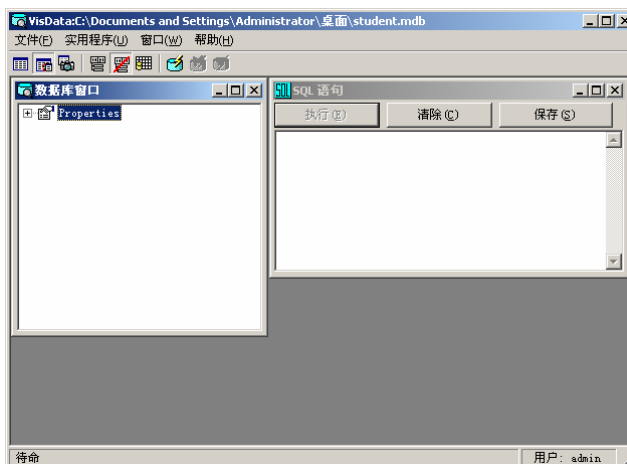 VisData:C:\Documents and Settings\Administrator\桌面\student.mdb
文件(F) 实用程序(U) 窗口(W) 帮助(H)
数据库窗口
Properties
SQL 语句
执行(E) 清除(C) 保存(S)
待命 用户: admin